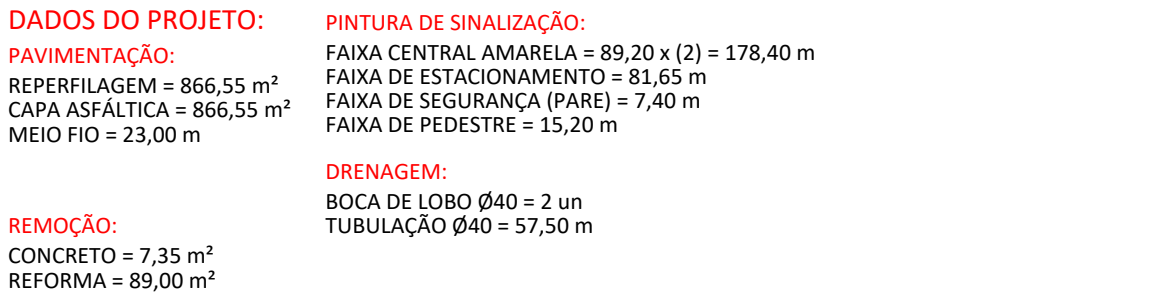 DADOS DO PROJETO:
PAVIMENTAÇÃO:
REPERFILAGEM = 866,55 m²
CAPA ASFÁLTICA = 866,55 m²
MEIO FIO = 23,00 m
REMOÇÃO:
CONCRETO = 7,35 m²
REFORMA = 89,00 m²
PINTURA DE SINALIZAÇÃO:
FAIXA CENTRAL AMARELA = 89,20 x (2) = 178,40 m
FAIXA DE ESTACIONAMENTO = 81,65 m
FAIXA DE SEGURANÇA (PARE) = 7,40 m
FAIXA DE PEDESTRE = 15,20 m
DRENAGEM:
BOCA DE LOBO Ø40 = 2 un
TUBULAÇÃO Ø40 = 57,50 m